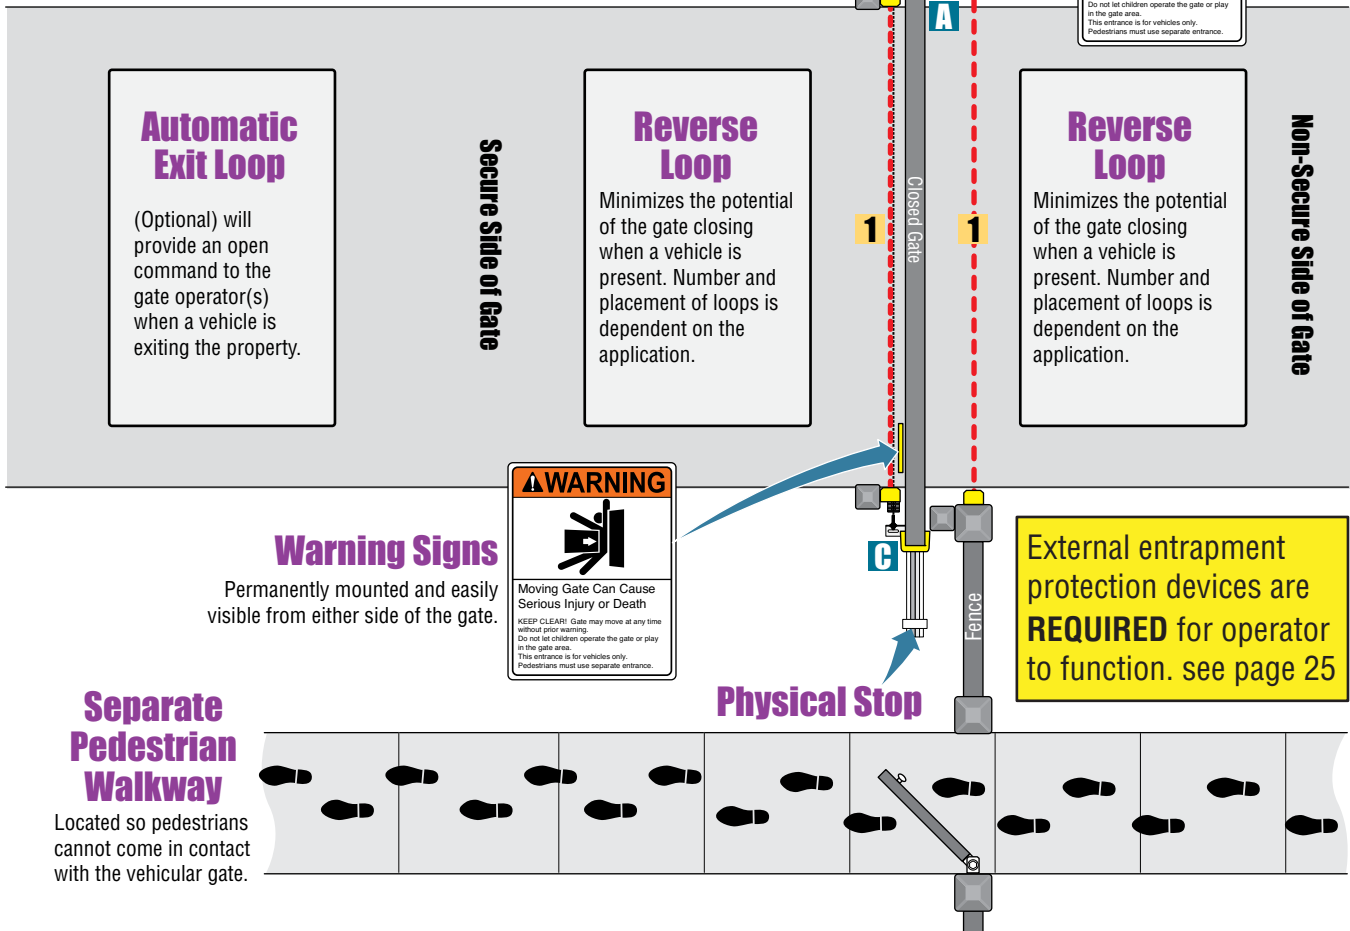 A
Do not let children operate the gate or play
in the gate area.
This entrance is for vehicles only.
Pedestrians must use separate entrance.
Automatic
Exit Loop
(Optional) will
provide an open
command to the
gate operator(s)
when a vehicle is
exiting the property.
Secure Side of Gate
Reverse
Loop
Minimizes the potential
of the gate closing
when a vehicle is
present. Number and
placement of loops is
dependent on the
application.
1
Closed Gate
1
Reverse
Loop
Minimizes the potential
of the gate closing
when a vehicle is
present. Number and
placement of loops is
dependent on the
application.
Non-Secure Side of Gate
Warning Signs
Permanently mounted and easily
visible from either side of the gate.
WARNING
Moving Gate Can Cause
Serious Injury or Death
KEEP CLEAR! Gate may move at any time
without prior warning.
Do not let children operate the gate or play
in the gate area.
This entrance is for vehicles only.
Pedestrians must use separate entrance.
C
Fence
Physical Stop
External entrapment
protection devices are
REQUIRED for operator
to function. see page 25
Separate
Pedestrian
Walkway
Located so pedestrians
cannot come in contact
with the vehicular gate.